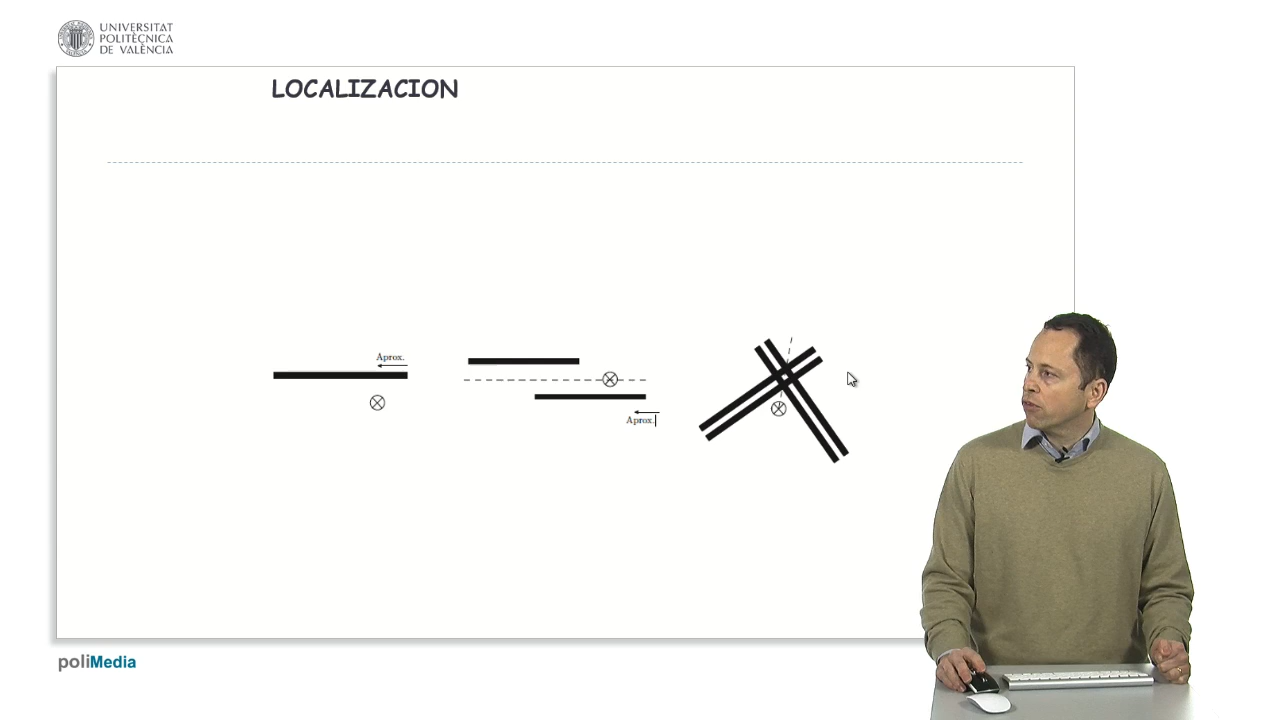 UNIVERSITAT
POLITÈCNICA
DE VALÈNCIA
LOCALIZACION
Aprox.
Aprox.
poliMedia